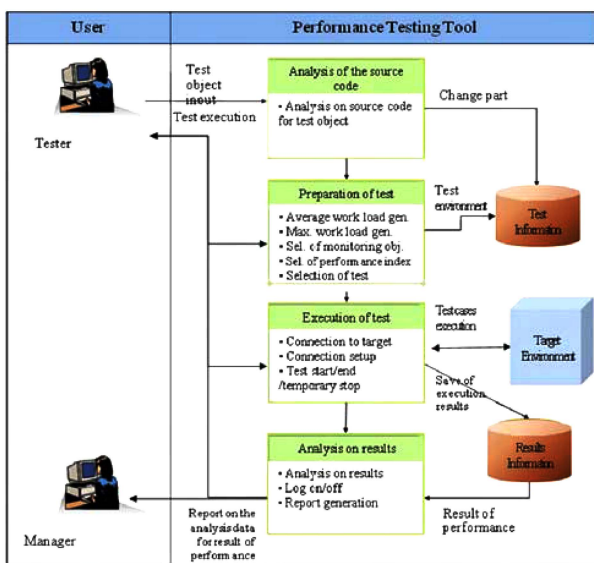 User
Performance Testing Tool
Test
object
inout
Test execution
Tester
Analysis of the source
code
▪ Analysis on source code
for test object
Change part
Preparation of test
▪ Average work load gen.
▪ Max. work load gen.
▪ Sel. of monitoring obj.
▪ Sel. of performance index
▪ Selection of test
Test
environment
Test
Information
Execution of test
▪ Connection to target
▪ Connection setup
▪ Test start/end
/temporary stop
Testcases
execution
Target
Environment
Save of
execution
results
Analysis on results
▪ Analysis on results
▪ Log on/off
▪ Report generation
Results
Information
Result of
performance
Report on the
analysis data
for result of
performance
Manager